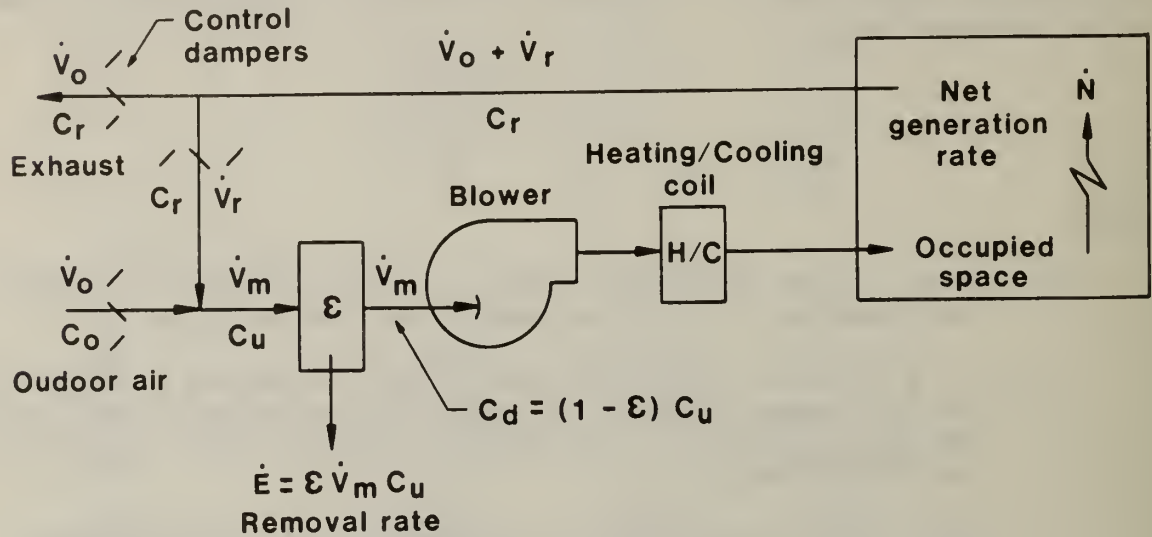 Control
dampers
V̇o
Cr
Exhaust
V̇o + V̇r
Cr
Cr
V̇r
Net
generation
rate
Ṅ
Occupied
space
Heating/Cooling
coil
H/C
Blower
V̇o
Co
Oudoor air
V̇m
Cu
ε
V̇m
Cd = (1 - ε) Cu
Ė = ε V̇m Cu
Removal rate